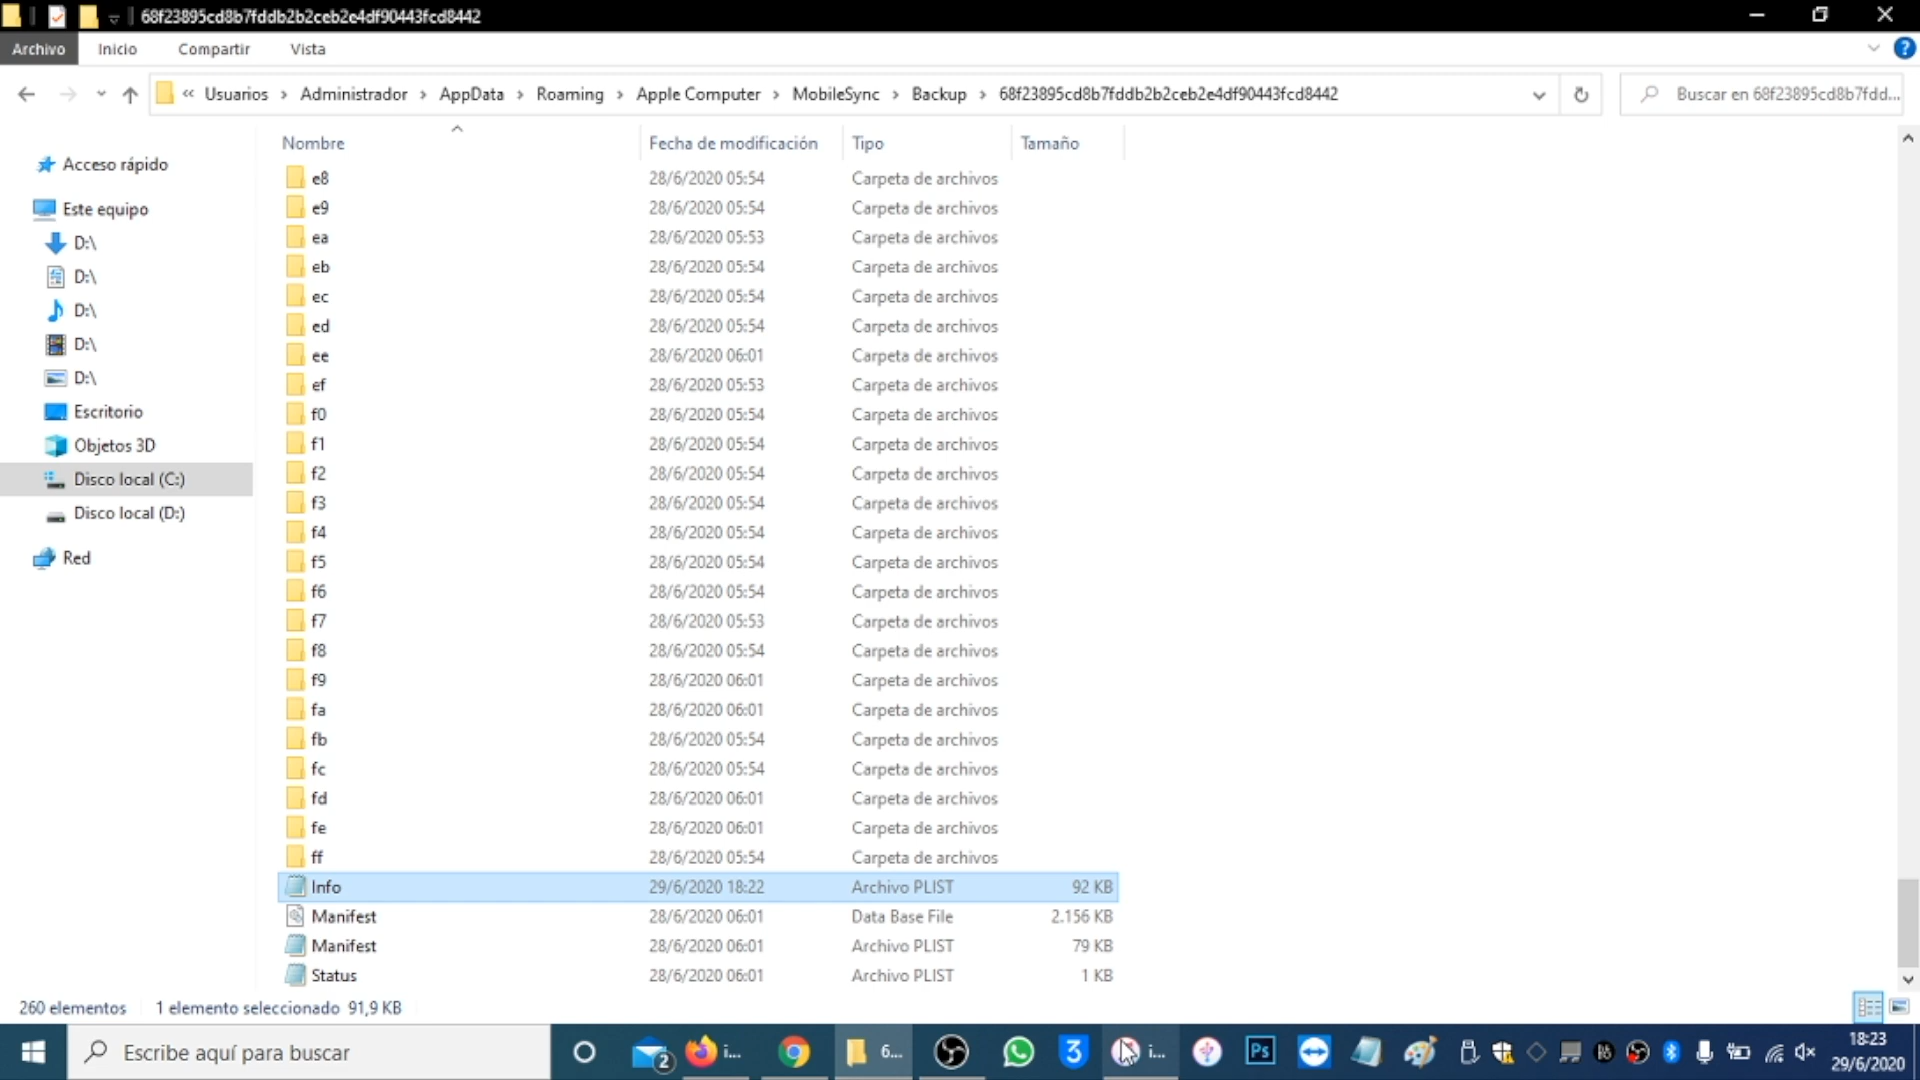 68f23895cd8b7fddb2b2ceb2e4df90443fcd8442
Archivo Inicio Compartir Vista
« Usuarios › Administrador › AppData › Roaming › Apple Computer › MobileSync › Backup › 68f23895cd8b7fddb2b2ceb2e4df90443fcd8442
Buscar en 68f23895cd8b7fdd...
Nombre Fecha de modificación Tipo Tamaño
Acceso rápido
Este equipo
D:\
D:\
D:\
D:\
D:\
Escritorio
Objetos 3D
Disco local (C:)
Disco local (D:)
Red
e8 28/6/2020 05:54 Carpeta de archivos
e9 28/6/2020 05:54 Carpeta de archivos
ea 28/6/2020 05:53 Carpeta de archivos
eb 28/6/2020 05:54 Carpeta de archivos
ec 28/6/2020 05:54 Carpeta de archivos
ed 28/6/2020 05:54 Carpeta de archivos
ee 28/6/2020 06:01 Carpeta de archivos
ef 28/6/2020 05:53 Carpeta de archivos
f0 28/6/2020 05:54 Carpeta de archivos
f1 28/6/2020 05:54 Carpeta de archivos
f2 28/6/2020 05:54 Carpeta de archivos
f3 28/6/2020 05:54 Carpeta de archivos
f4 28/6/2020 05:54 Carpeta de archivos
f5 28/6/2020 05:54 Carpeta de archivos
f6 28/6/2020 05:54 Carpeta de archivos
f7 28/6/2020 05:53 Carpeta de archivos
f8 28/6/2020 05:54 Carpeta de archivos
f9 28/6/2020 06:01 Carpeta de archivos
fa 28/6/2020 06:01 Carpeta de archivos
fb 28/6/2020 05:54 Carpeta de archivos
fc 28/6/2020 05:54 Carpeta de archivos
fd 28/6/2020 06:01 Carpeta de archivos
fe 28/6/2020 06:01 Carpeta de archivos
ff 28/6/2020 05:54 Carpeta de archivos
Info 29/6/2020 18:22 Archivo PLIST 92 KB
Manifest 28/6/2020 06:01 Data Base File 2.156 KB
Manifest 28/6/2020 06:01 Archivo PLIST 79 KB
Status 28/6/2020 06:01 Archivo PLIST 1 KB
260 elementos 1 elemento seleccionado 91,9 KB
Escribe aquí para buscar
2
i...
6...
3
i...
Ps
18:23
29/6/2020